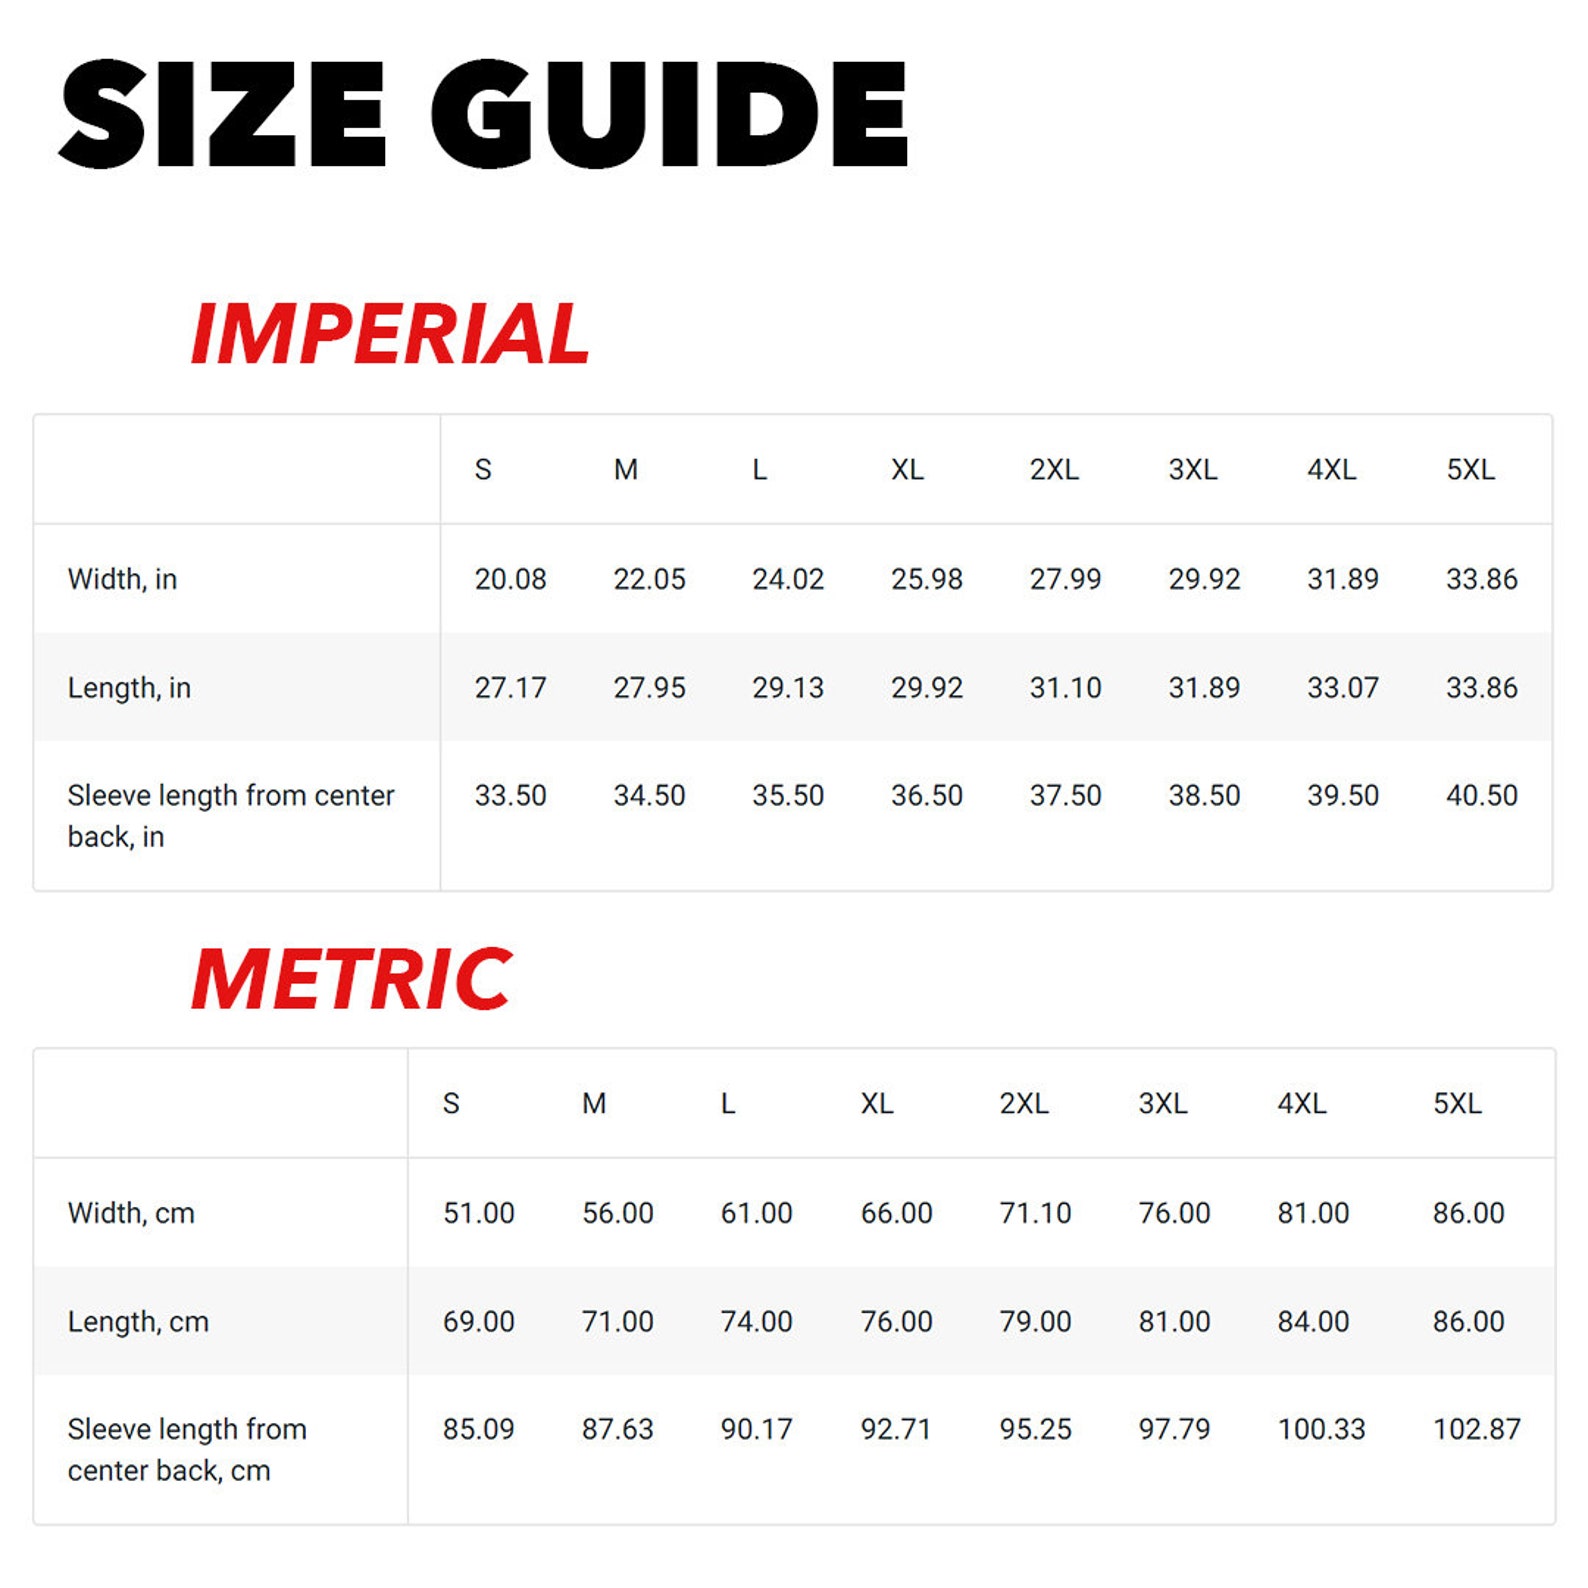 SIZE GUIDE
IMPERIAL
S M L XL 2XL 3XL 4XL 5XL
Width, in 20.08 22.05 24.02 25.98 27.99 29.92 31.89 33.86
Length, in 27.17 27.95 29.13 29.92 31.10 31.89 33.07 33.86
Sleeve length from center 33.50 34.50 35.50 36.50 37.50 38.50 39.50 40.50
back, in
METRIC
S M L XL 2XL 3XL 4XL 5XL
Width, cm 51.00 56.00 61.00 66.00 71.10 76.00 81.00 86.00
Length, cm 69.00 71.00 74.00 76.00 79.00 81.00 84.00 86.00
Sleeve length from 85.09 87.63 90.17 92.71 95.25 97.79 100.33 102.87
center back, cm